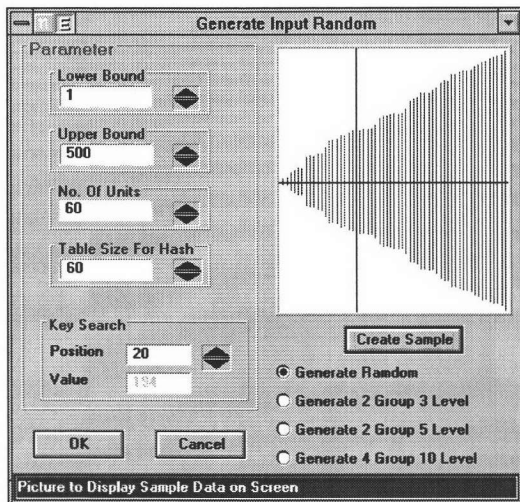 Generate Input Random
Parameter
Lower Bound
1
Upper Bound
500
No. Of Units
60
Table Size For Hash
60
Key Search
Position 20
Value
Create Sample
Generate Ramdom
Generate 2 Group 3 Level
Generate 2 Group 5 Level
Generate 4 Group 10 Level
OK
Cancel
Picture to Display Sample Data on Screen